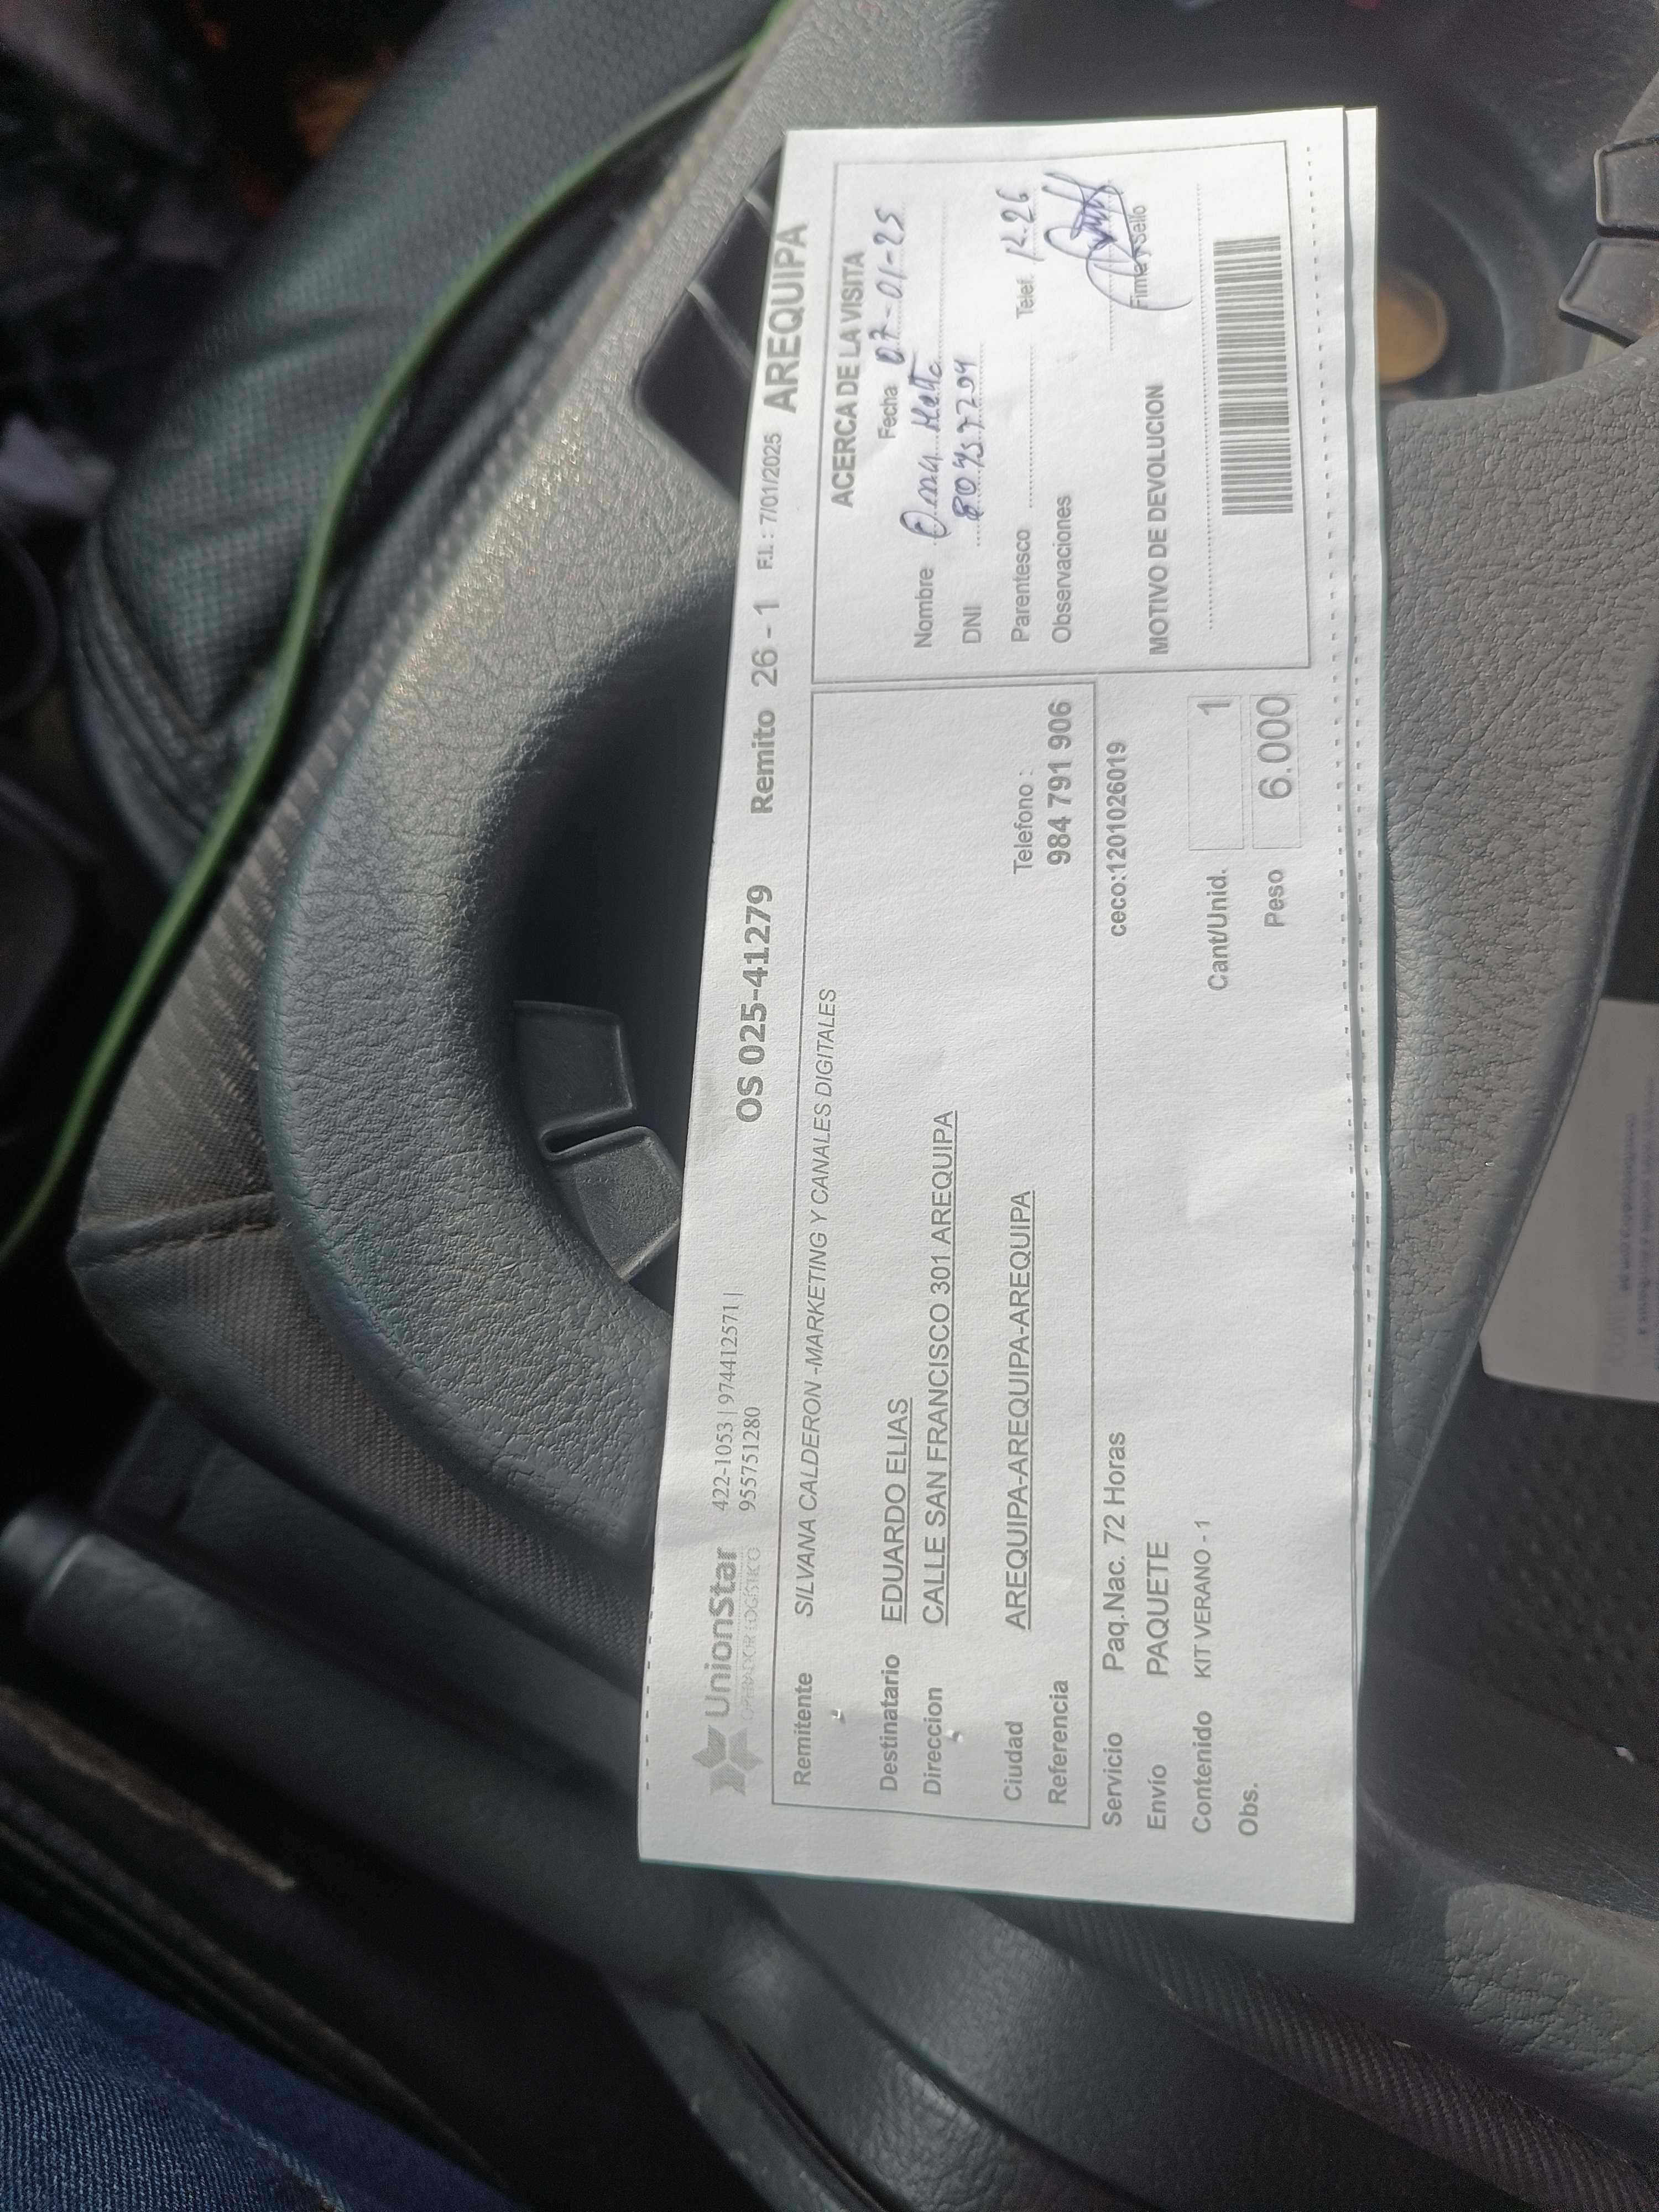 UnionStar
OPERADOR LOGÍSTICO
422-1053 | 974412571 |
955751280
OS 025-41279
Remito 26 - 1 F.I. : 7/01/2025 AREQUIPA
Remitente SILVANA CALDERON -MARKETING Y CANALES DIGITALES
Destinatario EDUARDO ELIAS
Direccion CALLE SAN FRANCISCO 301 AREQUIPA
Ciudad AREQUIPA-AREQUIPA-AREQUIPA
Telefono :
Referencia 984 791 906
Servicio Paq.Nac. 72 Horas ceco:1201026019
Envío PAQUETE
Contenido KIT VERANO - 1
Cant/Unid. 1
Obs.
Peso 6.000
ACERCA DE LA VISITA
Fecha 07-01-25
Nombre
DNI
Parentesco Telef. 12.26
Observaciones
Firma y Sello
MOTIVO DE DEVOLUCION